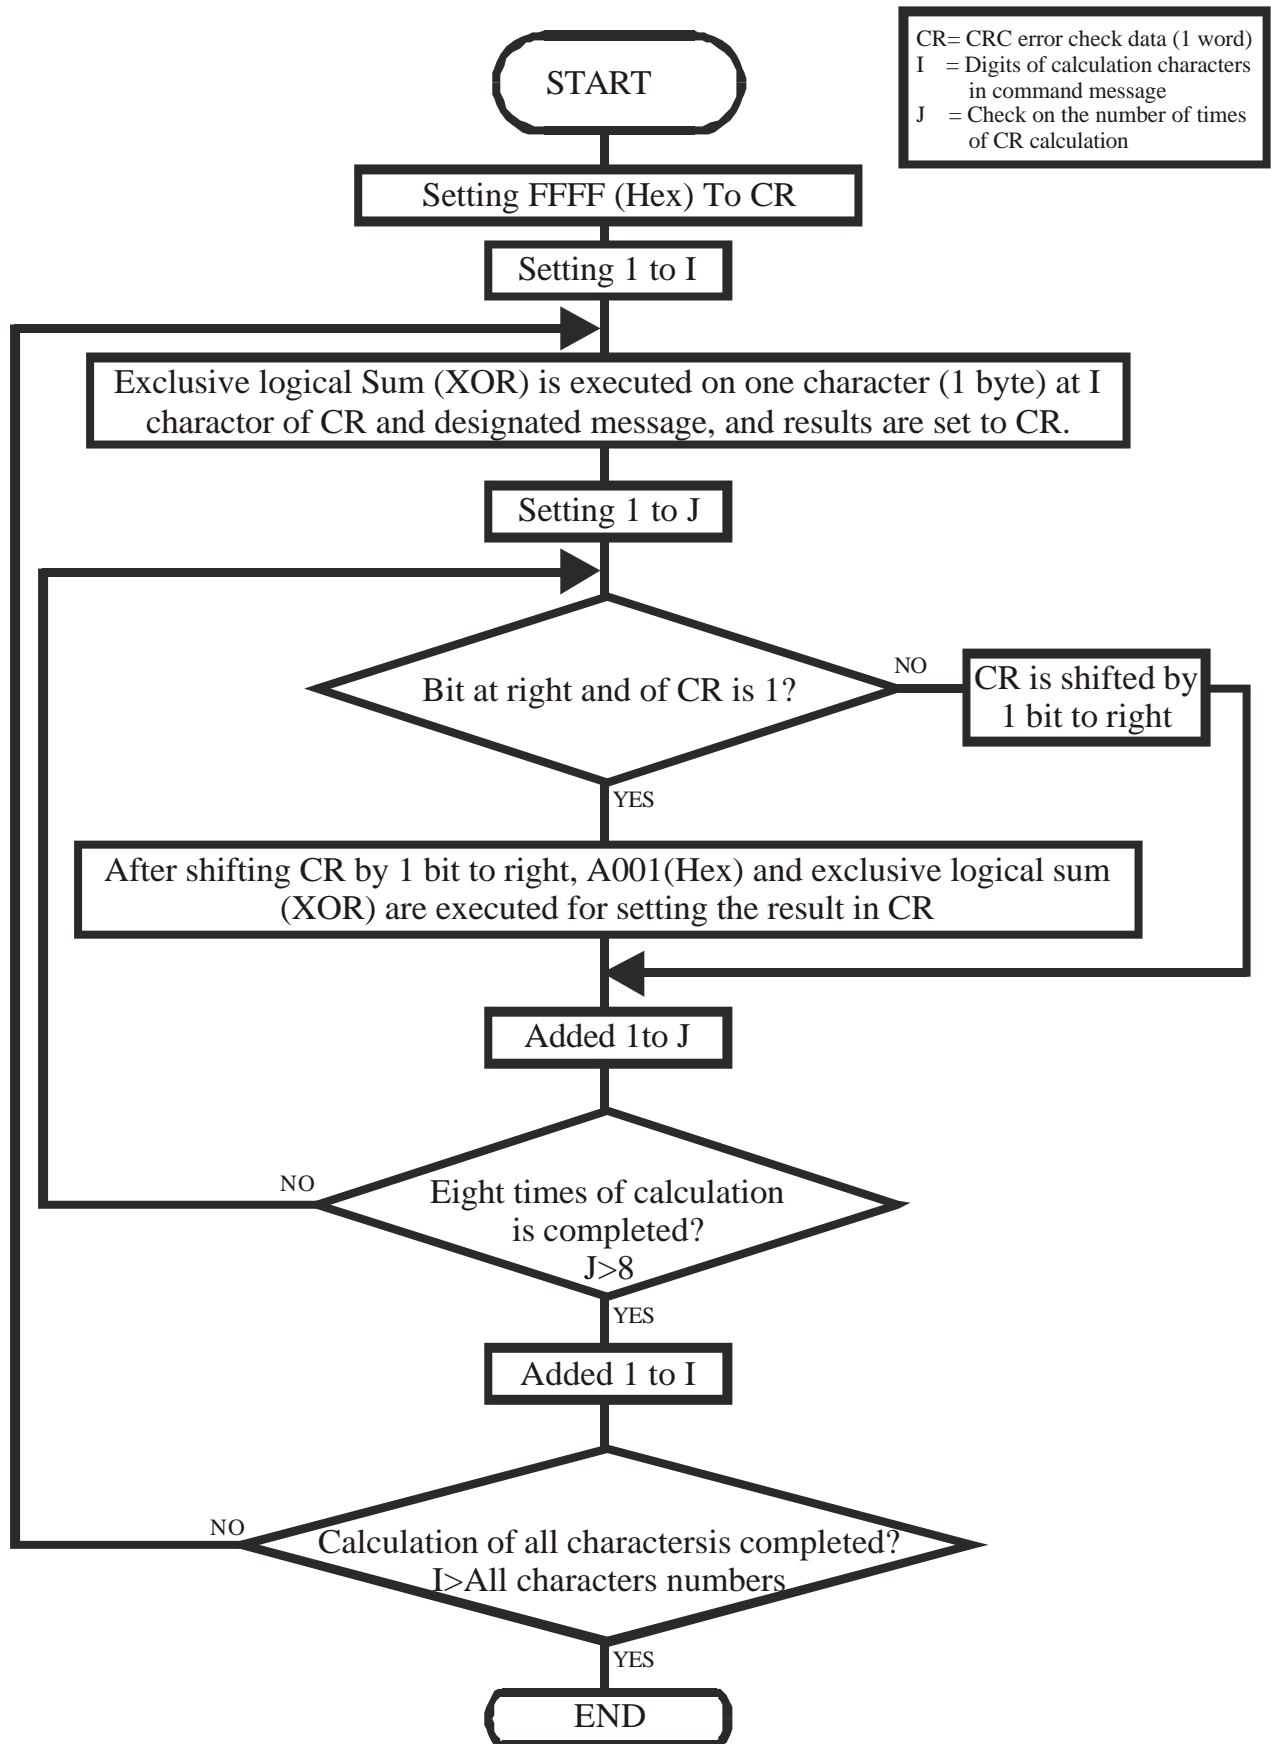 START
CR= CRC error check data (1 word)
I = Digits of calculation characters
in command message
J = Check on the number of times
of CR calculation
Setting FFFF (Hex) To CR
Setting 1 to I
Exclusive logical Sum (XOR) is executed on one character (1 byte) at I
charactor of CR and designated message, and results are set to CR.
Setting 1 to J
Bit at right and of CR is 1?
NO
CR is shifted by
1 bit to right
YES
After shifting CR by 1 bit to right, A001(Hex) and exclusive logical sum
(XOR) are executed for setting the result in CR
Added 1to J
NO
Eight times of calculation
is completed?
J>8
YES
Added 1 to I
NO
Calculation of all charactersis completed?
I>All characters numbers
YES
END